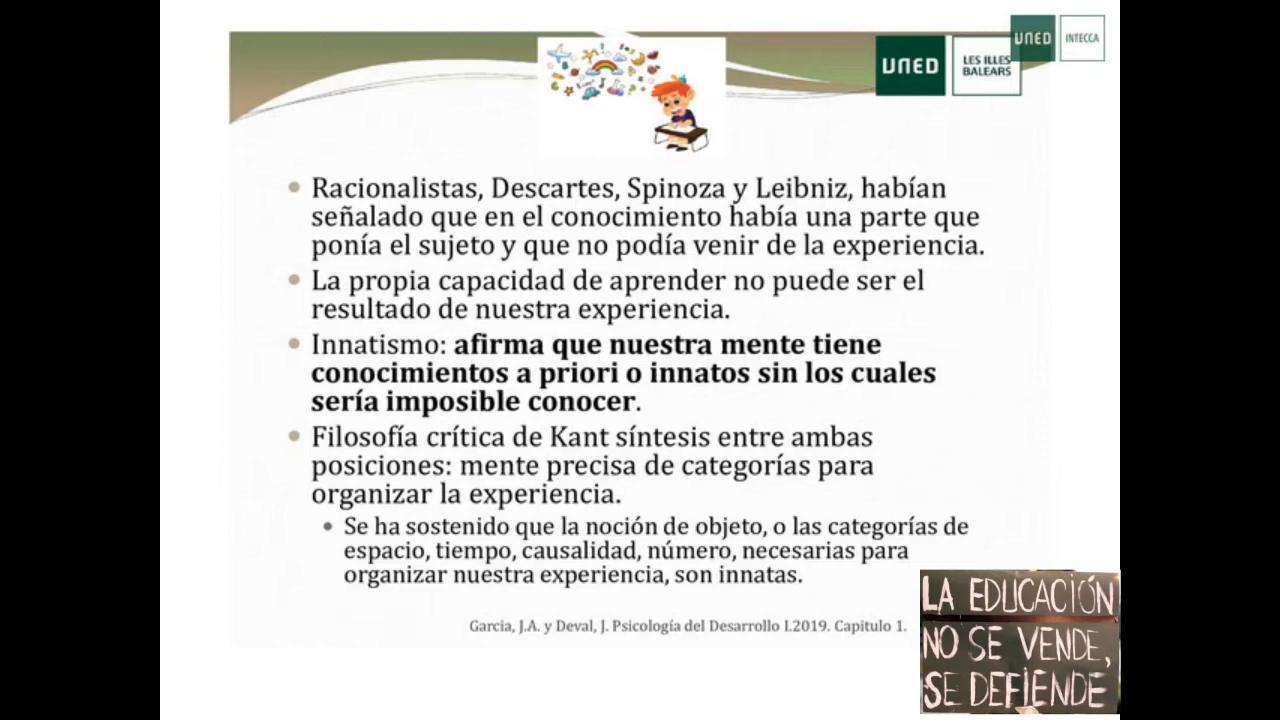 UNED
INTECCA
UNED
LES ILLES
BALEARS
Racionalistas, Descartes, Spinoza y Leibniz, habían
señalado que en el conocimiento había una parte que
ponía el sujeto y que no podía venir de la experiencia.
La propia capacidad de aprender no puede ser el
resultado de nuestra experiencia.
Innatismo: afirma que nuestra mente tiene
conocimientos a priori o innatos sin los cuales
sería imposible conocer.
Filosofía crítica de Kant síntesis entre ambas
posiciones: mente precisa de categorías para
organizar la experiencia.
Se ha sostenido que la noción de objeto, o las categorías de
espacio, tiempo, causalidad, número, necesarias para
organizar nuestra experiencia, son innatas.
Garcia, J.A. y Deval, J. Psicología del Desarrollo I.2019. Capitulo 1.
LA EDUCACIÓN
NO SE VENDE,
SE DEFIENDE